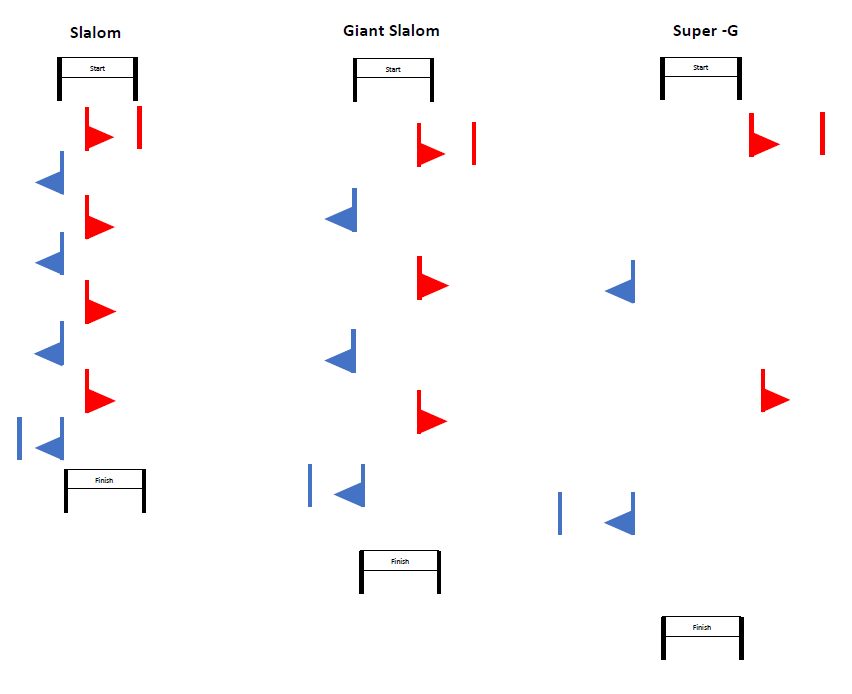 Slalom
Giant Slalom
Super -G
Start
Start
Start
Finish
Finish
Finish